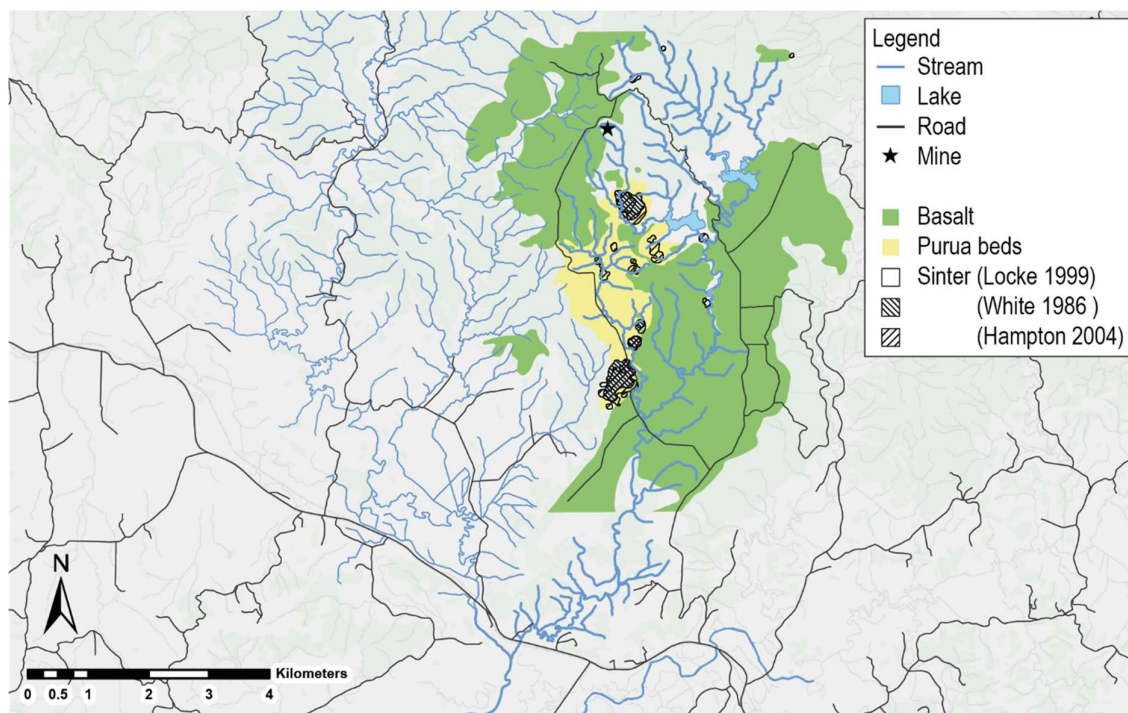 Legend
Stream
Lake
Road
Mine
Basalt
Purua beds
Sinter (Locke 1999)
(White 1986 )
(Hampton 2004)
N
Kilometers
0 0.5 1 2 3 4